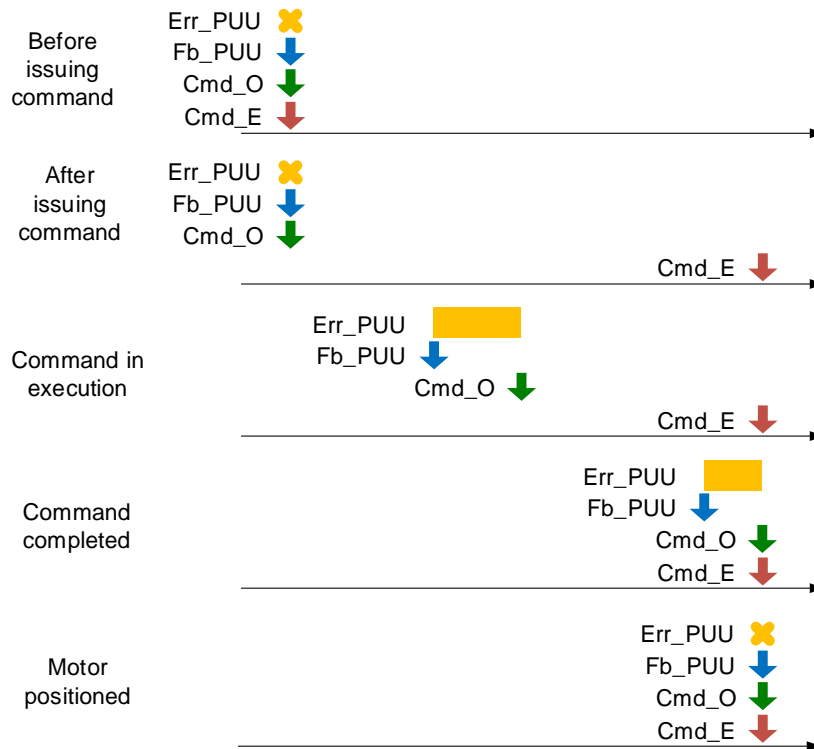 Before
issuing
command
Err_PUU
Fb_PUU
Cmd_O
Cmd_E
After
issuing
command
Err_PUU
Fb_PUU
Cmd_O
Cmd_E
Command in
execution
Err_PUU
Fb_PUU
Cmd_O
Cmd_E
Command
completed
Err_PUU
Fb_PUU
Cmd_O
Cmd_E
Motor
positioned
Err_PUU
Fb_PUU
Cmd_O
Cmd_E